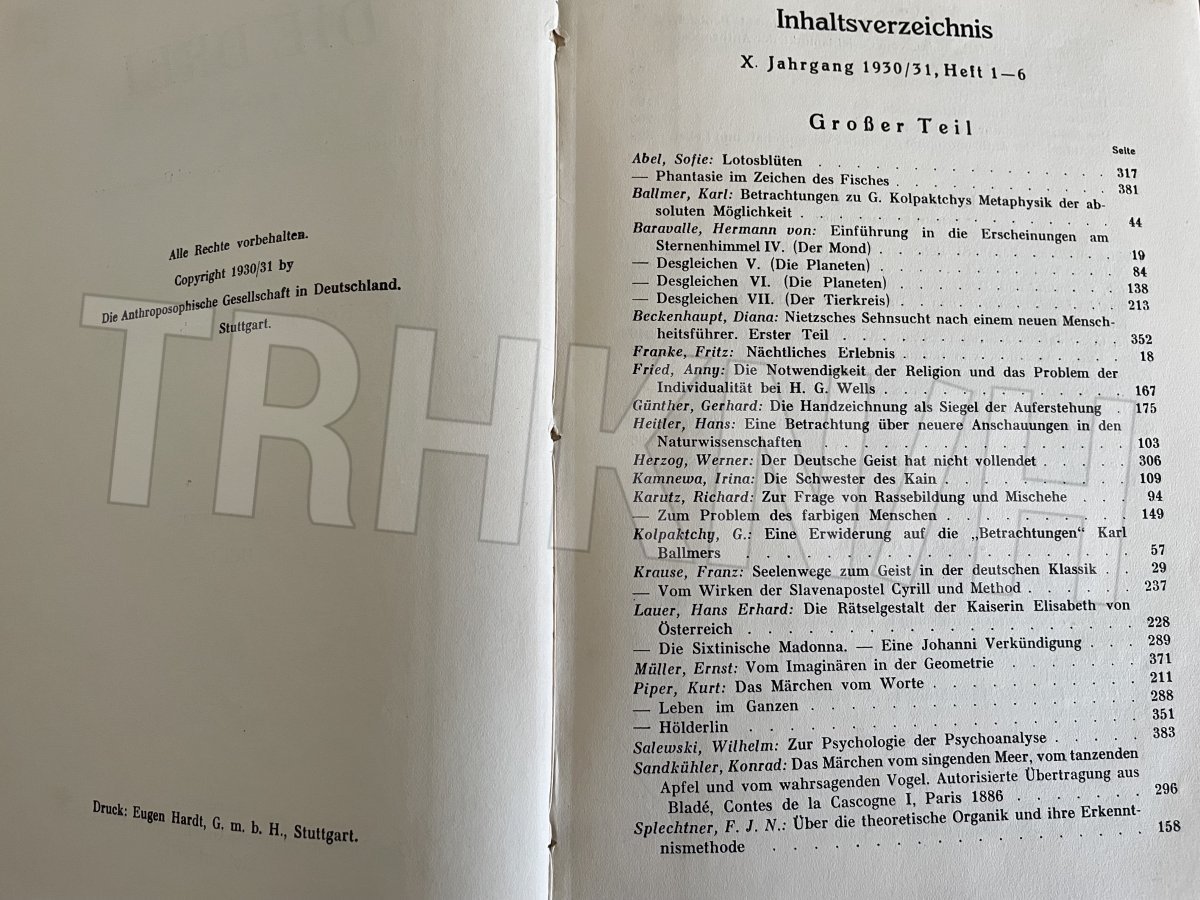 Alle Rechte vorbehalten.
Copyright 1930/31 by
Die Anthroposophische Gesellschaft in Deutschland.
Stuttgart.
Druck: Eugen Hardt, G. m. b. H., Stuttgart.
TRHKNVH
Inhaltsverzeichnis
X. Jahrgang 1930/31, Heft 1—6
Großer Teil
Seite
Abel, Sofie: Lotosblüten . . . . . . . . . . . . . 317
— Phantasie im Zeichen des Fisches . . . . . . . . . 381
Ballmer, Karl: Betrachtungen zu G. Kolpaktchys Metaphysik der ab-
soluten Möglichkeit . . . . . . . . . . . . . . 44
Baravalle, Hermann von: Einführung in die Erscheinungen am
Sternenhimmel IV. (Der Mond) . . . . . . . . . . . 19
— Desgleichen V. (Die Planeten) . . . . . . . . . . . 84
— Desgleichen VI. (Die Planeten) . . . . . . . . . . 138
— Desgleichen VII. (Der Tierkreis) . . . . . . . . . . 213
Beckenhaupt, Diana: Nietzsches Sehnsucht nach einem neuen Mensch-
heitsführer. Erster Teil . . . . . . . . . . . . . 352
Franke, Fritz: Nächtliches Erlebnis . . . . . . . . . . 18
Fried, Anny: Die Notwendigkeit der Religion und das Problem der
Individualität bei H. G. Wells . . . . . . . . . . . 167
Günther, Gerhard: Die Handzeichnung als Siegel der Auferstehung . 175
Heitler, Hans: Eine Betrachtung über neuere Anschauungen in den
Naturwissenschaften . . . . . . . . . . . . . . 103
Herzog, Werner: Der Deutsche Geist hat nicht vollendet . . . . . 306
Kamnewa, Irina: Die Schwester des Kain . . . . . . . . . 109
Karutz, Richard: Zur Frage von Rassebildung und Mischehe . . . 94
— Zum Problem des farbigen Menschen . . . . . . . . . 149
Kolpaktchy, G.: Eine Erwiderung auf die „Betrachtungen“ Karl
Ballmers . . . . . . . . . . . . . . . . . 57
Krause, Franz: Seelenwege zum Geist in der deutschen Klassik . . 29
— Vom Wirken der Slavenapostel Cyrill und Method . . . . . 237
Lauer, Hans Erhard: Die Rätselgestalt der Kaiserin Elisabeth von
Österreich . . . . . . . . . . . . . . . . . 228
— Die Sixtinische Madonna. — Eine Johanni Verkündigung . . . 289
Müller, Ernst: Vom Imaginären in der Geometrie . . . . . . 371
Piper, Kurt: Das Märchen vom Worte . . . . . . . . . . 211
— Leben im Ganzen . . . . . . . . . . . . . . . 288
— Hölderlin . . . . . . . . . . . . . . . . . 351
Salewski, Wilhelm: Zur Psychologie der Psychoanalyse . . . . . 383
Sandkühler, Konrad: Das Märchen vom singenden Meer, vom tanzenden
Apfel und vom wahrsagenden Vogel. Autorisierte Übertragung aus
Bladé, Contes de la Cascogne I, Paris 1886 . . . . . . . 296
Splechtner, F. J. N.: Über die theoretische Organik und ihre Erkennt-
nismethode . . . . . . . . . . . . . . . . . 158